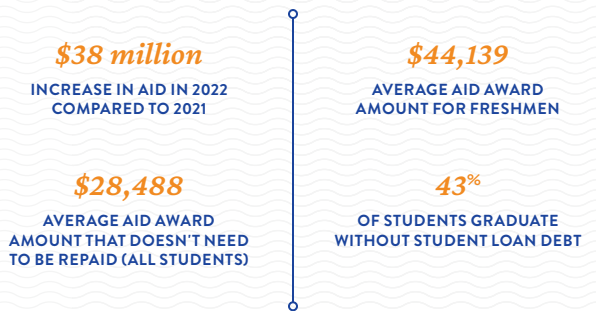 $38 million
INCREASE IN AID IN 2022
COMPARED TO 2021
$28,488
AVERAGE AID AWARD
AMOUNT THAT DOESN'T NEED
TO BE REPAID (ALL STUDENTS)
$44,139
AVERAGE AID AWARD
AMOUNT FOR FRESHMEN
43%
OF STUDENTS GRADUATE
WITHOUT STUDENT LOAN DEBT